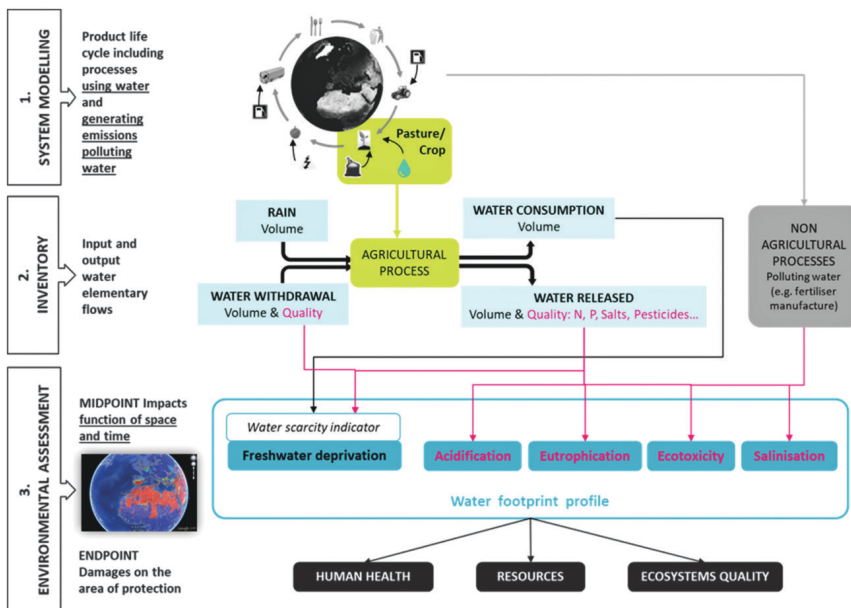 1.
SYSTEM MODELLING
Product life
cycle including
processes
using water
and
generating
emissions
polluting
water
Pasture/
Crop
2.
INVENTORY
Input and
output
water
elementary
flows
RAIN
Volume
WATER WITHDRAWAL
Volume & Quality
AGRICULTURAL
PROCESS
WATER CONSUMPTION
Volume
WATER RELEASED
Volume & Quality: N, P, Salts, Pesticides...
NON
AGRICULTURAL
PROCESSES
Polluting water
(e.g. fertiliser
manufacture)
3.
ENVIRONMENTAL ASSESSMENT
MIDPOINT Impacts
function of space
and time
ENDPOINT
Damages on the
area of protection
Water scarcity indicator
Freshwater deprivation
Acidification
Eutrophication
Ecotoxicity
Salinisation
Water footprint profile
HUMAN HEALTH
RESOURCES
ECOSYSTEMS QUALITY